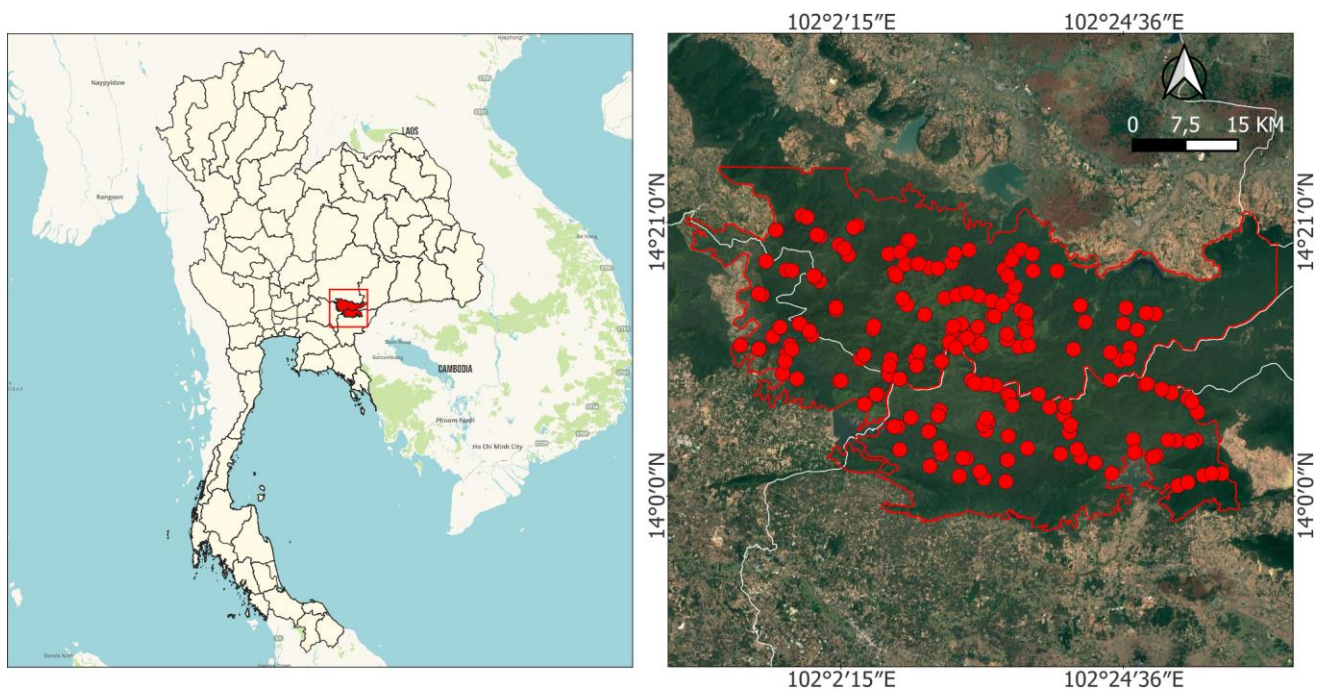 102°2′15″E 102°24′36″E
Haiphong
Naypyidaw
LAOS
0 7,5 15 KM
Rangoon
14°21′0″N
14°21′0″N
Da Nang
Siem Reap
Battambang
CAMBODIA
Phnom Penh
Ho Chi Minh City
14°0′0″N
14°0′0″N
Banda Aceh
102°2′15″E 102°24′36″E